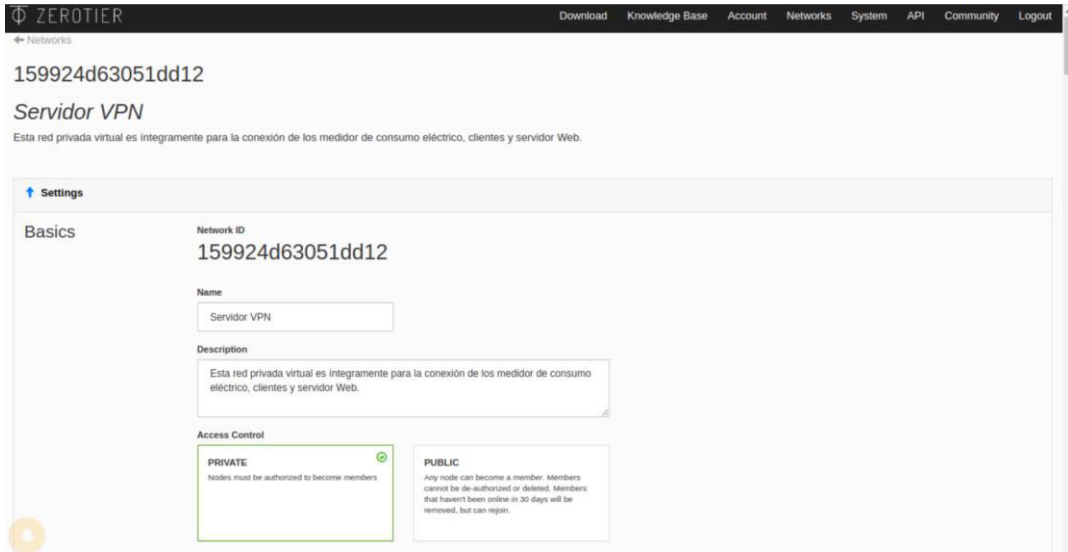 ZEROTIER
Download Knowledge Base Account Networks System API Community Logout
Networks
159924d63051dd12
Servidor VPN
Esta red privada virtual es integramente para la conexión de los medidor de consumo eléctrico, clientes y servidor Web.
Settings
Basics
Network ID
159924d63051dd12
Name
Servidor VPN
Description
Esta red privada virtual es integramente para la conexión de los medidor de consumo
eléctrico, clientes y servidor Web.
Access Control
PRIVATE
Nodes must be authorized to become members
PUBLIC
Any node can become a member. Members
cannot be de-authorized or deleted. Members
that haven't been online in 30 days will be
removed, but can rejoin.